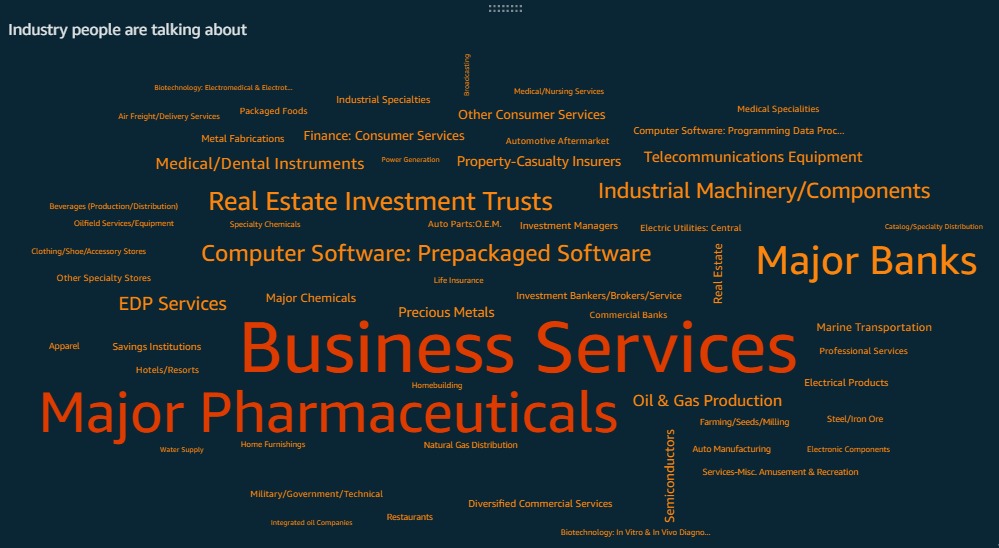 Industry people are talking about
Broadcasting
Biotechnology: Electromedical & Electrot...
Medical/Nursing Services
Industrial Specialties
Packaged Foods
Medical Specialities
Air Freight/Delivery Services
Other Consumer Services
Computer Software: Programming Data Proc...
Metal Fabrications
Finance: Consumer Services
Automotive Aftermarket
Medical/Dental Instruments
Power Generation
Property-Casualty Insurers
Telecommunications Equipment
Real Estate Investment Trusts
Industrial Machinery/Components
Beverages (Production/Distribution)
Oilfield Services/Equipment
Specialty Chemicals
Auto Parts:O.E.M.
Investment Managers
Electric Utilities: Central
Catalog/Specialty Distribution
Clothing/Shoe/Accessory Stores
Computer Software: Prepackaged Software
Real Estate
Major Banks
Other Specialty Stores
Life Insurance
EDP Services
Major Chemicals
Investment Bankers/Brokers/Service
Precious Metals
Commercial Banks
Marine Transportation
Business Services
Apparel
Savings Institutions
Professional Services
Hotels/Resorts
Homebuilding
Electrical Products
Major Pharmaceuticals
Oil & Gas Production
Farming/Seeds/Milling
Steel/Iron Ore
Water Supply
Home Furnishings
Natural Gas Distribution
Semiconductors
Auto Manufacturing
Electronic Components
Services-Misc. Amusement & Recreation
Military/Government/Technical
Diversified Commercial Services
Integrated oil Companies
Restaurants
Biotechnology: In Vitro & In Vivo Diagno...